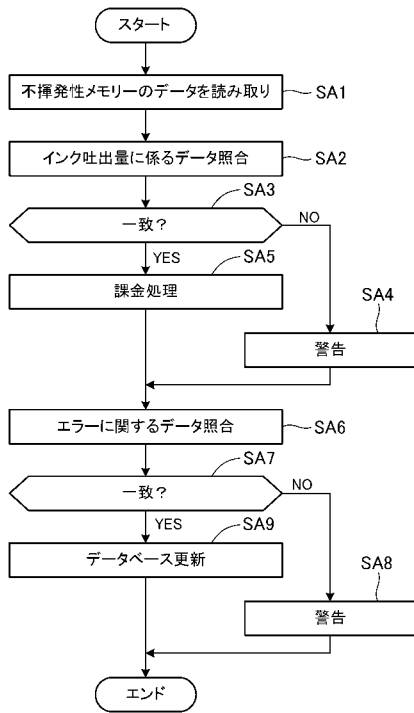 スタート
不揮発性メモリーのデータを読み取り
SA1
インク吐出量に係るデータ照合
SA2
SA3
一致？
NO
YES
SA5
課金処理
SA4
警告
エラーに関するデータ照合
SA6
SA7
一致？
NO
YES
SA9
データベース更新
SA8
警告
エンド